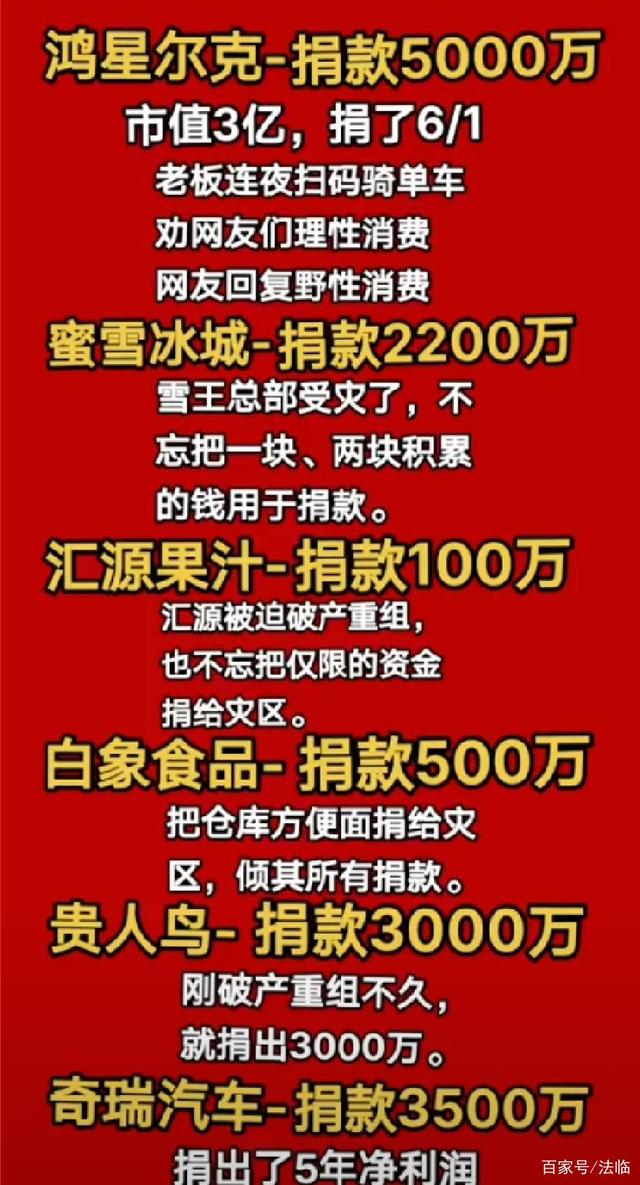 鸿星尔克-捐款5000万
市值3亿，捐了6/1
老板连夜扫码骑单车
劝网友们理性消费
网友回复野性消费
蜜雪冰城-捐款2200万
雪王总部受灾了，不
忘把一块、两块积累
的钱用于捐款。
汇源果汁-捐款100万
汇源被迫破产重组，
也不忘把仅限的资金
捐给灾区。
白象食品-捐款500万
把仓库方便面捐给灾
区，倾其所有捐款。
贵人鸟-捐款3000万
刚破产重组不久，
就捐出3000万。
奇瑞汽车-捐款3500万
捐出了5年净利润
百家号/法临